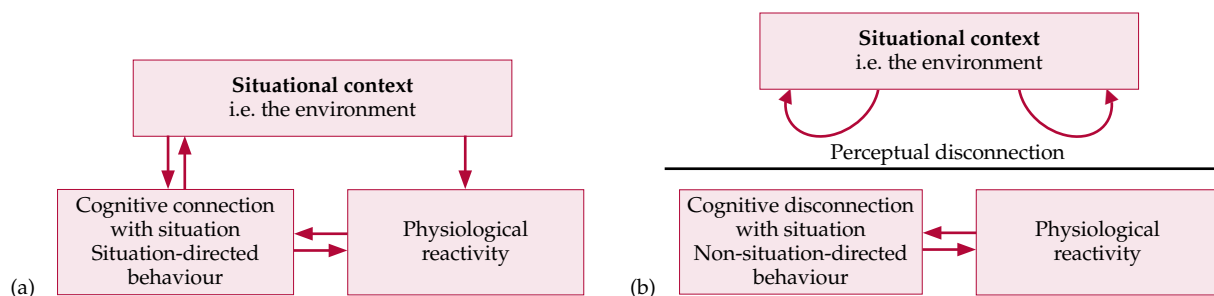 Situational context
i.e. the environment
Cognitive connection
with situation
Situation-directed
behaviour
Physiological
reactivity
(a)
Situational context
i.e. the environment
Perceptual disconnection
Cognitive disconnection
with situation
Non-situation-directed
behaviour
Physiological
reactivity
(b)